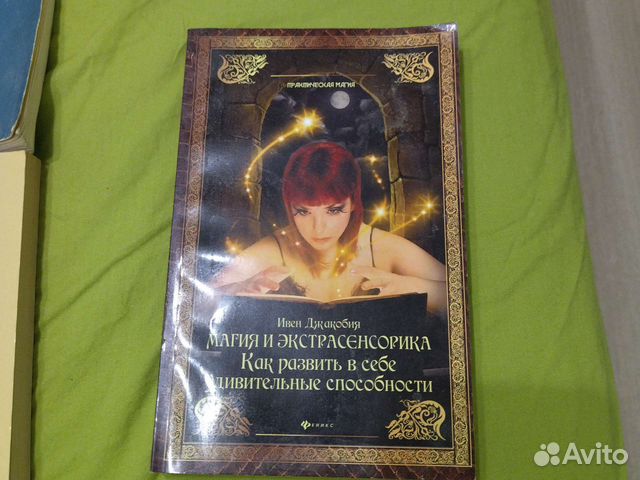 ПРАКТИЧЕСКАЯ МАГИЯ
Ивен Джакобия
МАГИЯ И ЭКСТРАСЕНСОРИКА
Как развить в себе
удивительные способности
ФЕНИКС
Avito